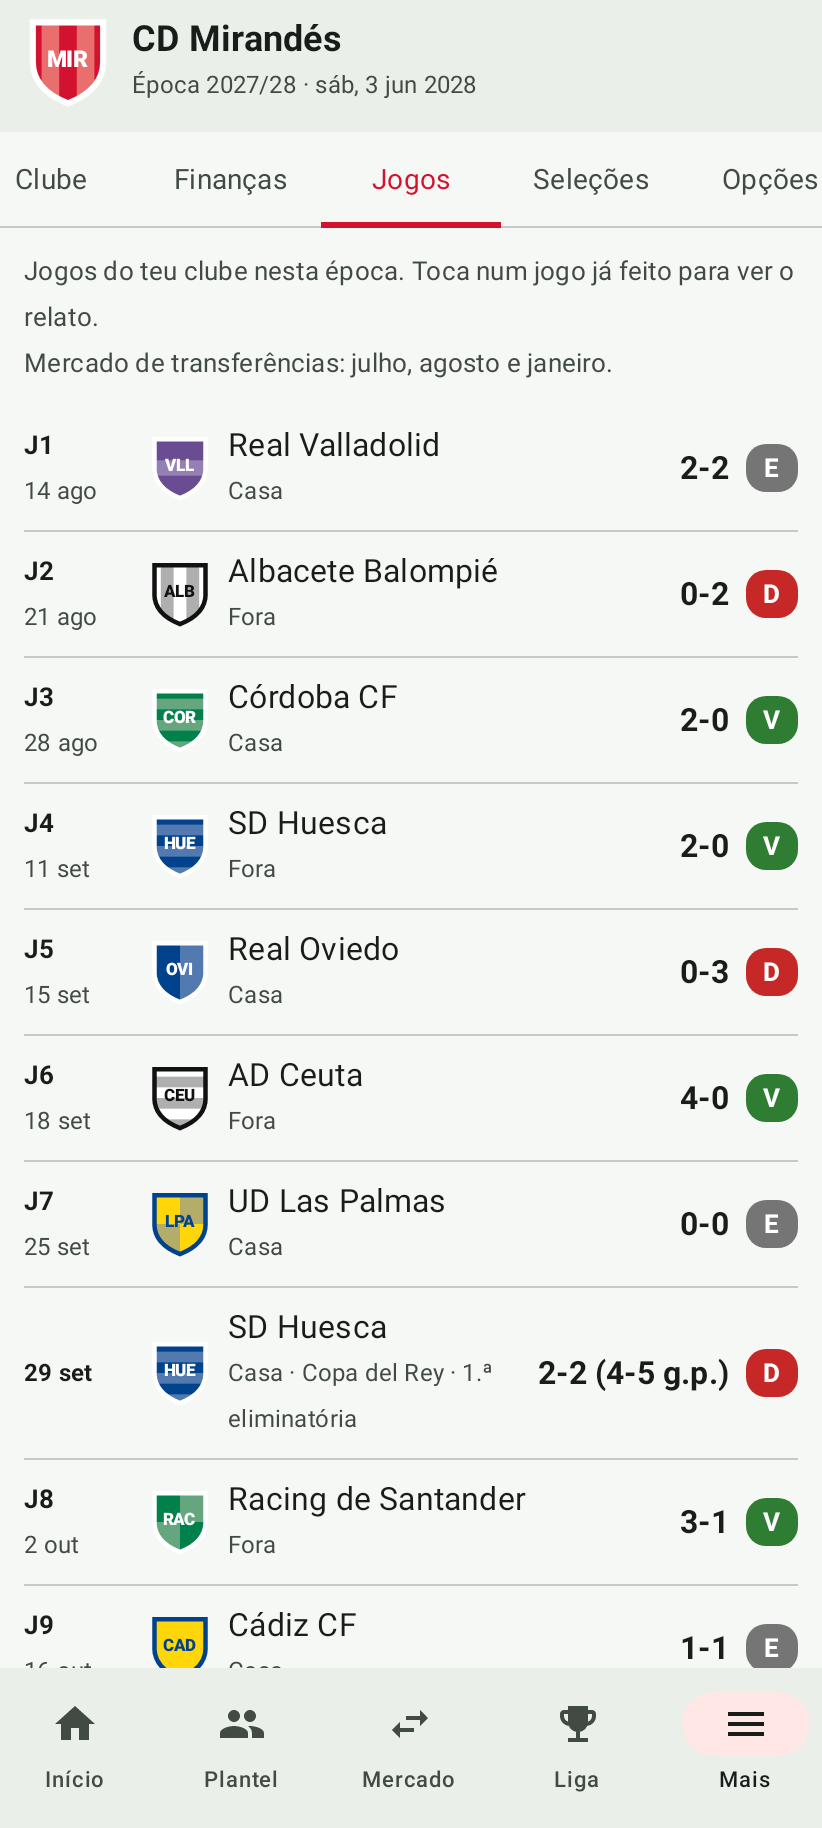 MIR
CD Mirandés
Época 2027/28 · sáb, 3 jun 2028
Clube Finanças Jogos Seleções Opções
Jogos do teu clube nesta época. Toca num jogo já feito para ver o
relato.
Mercado de transferências: julho, agosto e janeiro.
J1 VLL Real Valladolid 2-2 E
14 ago Casa
J2 ALB Albacete Balompié 0-2 D
21 ago Fora
J3 COR Córdoba CF 2-0 V
28 ago Casa
J4 HUE SD Huesca 2-0 V
11 set Fora
J5 OVI Real Oviedo 0-3 D
15 set Casa
J6 CEU AD Ceuta 4-0 V
18 set Fora
J7 LPA UD Las Palmas 0-0 E
25 set Casa
SD Huesca
29 set HUE Casa · Copa del Rey · 1.ª 2-2 (4-5 g.p.) D
eliminatória
J8 RAC Racing de Santander 3-1 V
2 out Fora
J9 CAD Cádiz CF 1-1 E
Início Plantel Mercado Liga Mais